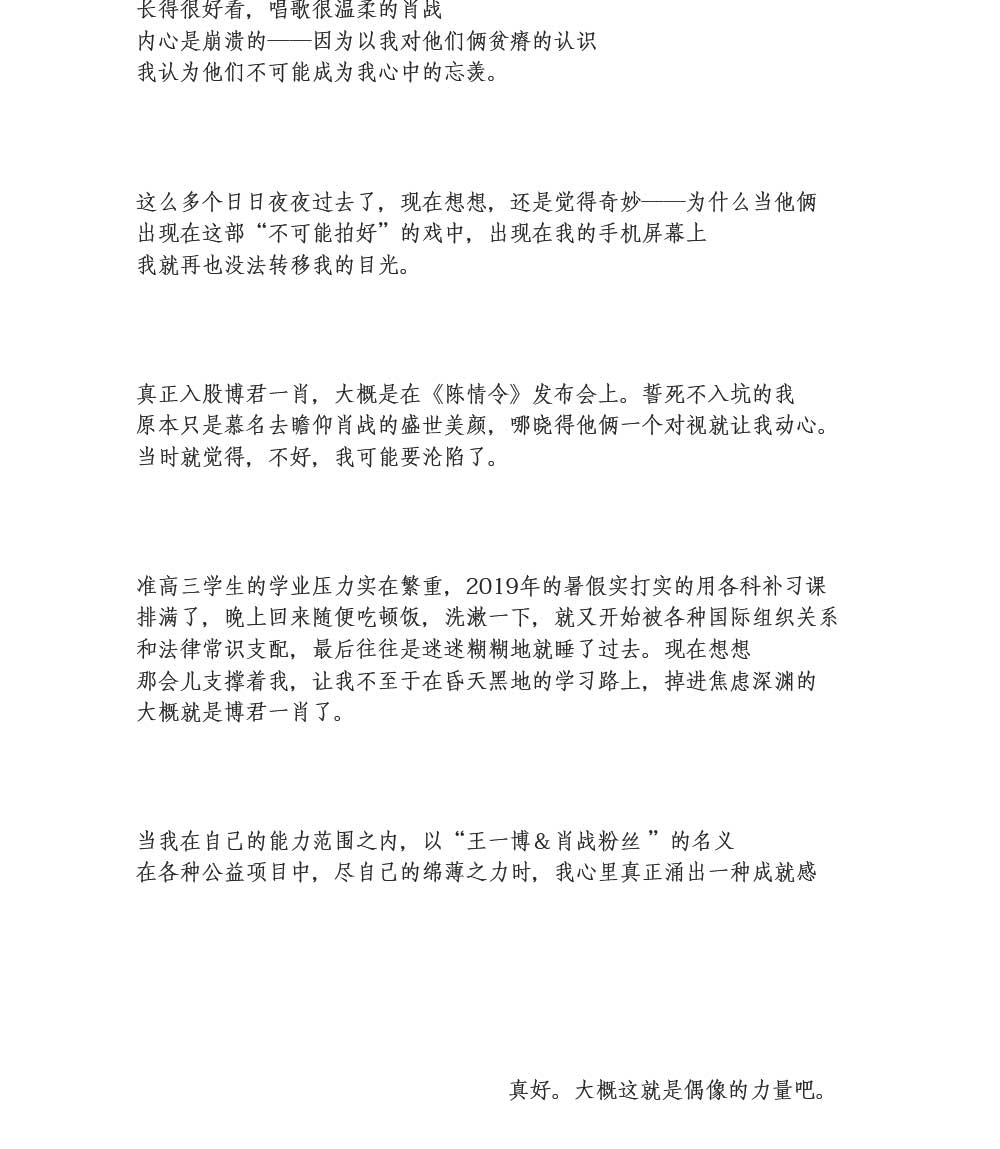 长得很好看，唱歌很温柔的肖战
内心是崩溃的——因为以我对他们俩贫瘠的认识
我认为他们不可能成为我心中的忘羡。
这么多个日日夜夜过去了，现在想想，还是觉得奇妙——为什么当他俩
出现在这部“不可能拍好”的戏中，出现在我的手机屏幕上
我就再也没法转移我的目光。
真正入股博君一肖，大概是在《陈情令》发布会上。誓死不入坑的我
原本只是慕名去瞻仰肖战的盛世美颜，哪晓得他俩一个对视就让我动心。
当时就觉得，不好，我可能要沦陷了。
准高三学生的学业压力实在繁重，2019年的暑假实打实的用各科补习课
排满了，晚上回来随便吃顿饭，洗漱一下，就又开始被各种国际组织关系
和法律常识支配，最后往往是迷迷糊糊地就睡了过去。现在想想
那会儿支撑着我，让我不至于在昏天黑地的学习路上，掉进焦虑深渊的
大概就是博君一肖了。
当我在自己的能力范围之内，以“王一博＆肖战粉丝 ”的名义
在各种公益项目中，尽自己的绵薄之力时，我心里真正涌出一种成就感
真好。大概这就是偶像的力量吧。